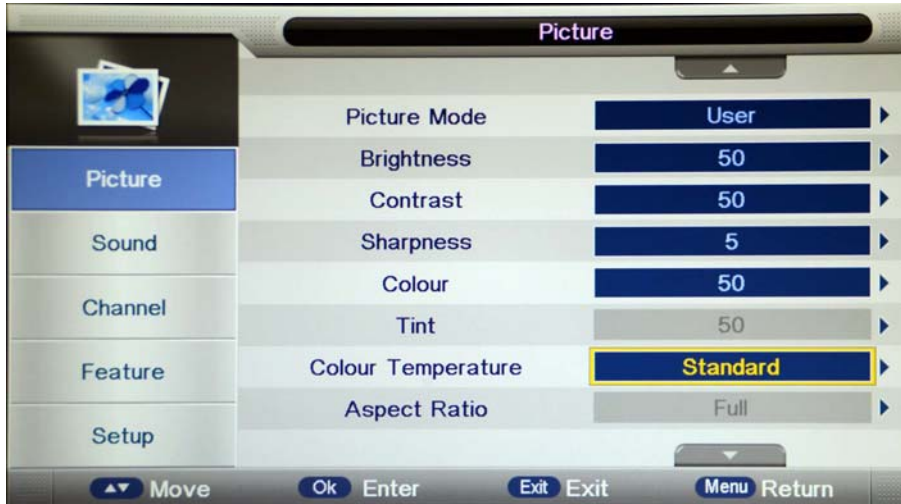 Picture
Picture
Sound
Channel
Feature
Setup
Picture Mode User
Brightness 50
Contrast 50
Sharpness 5
Colour 50
Tint 50
Colour Temperature Standard
Aspect Ratio Full
Move Ok Enter Exit Exit Menu Return